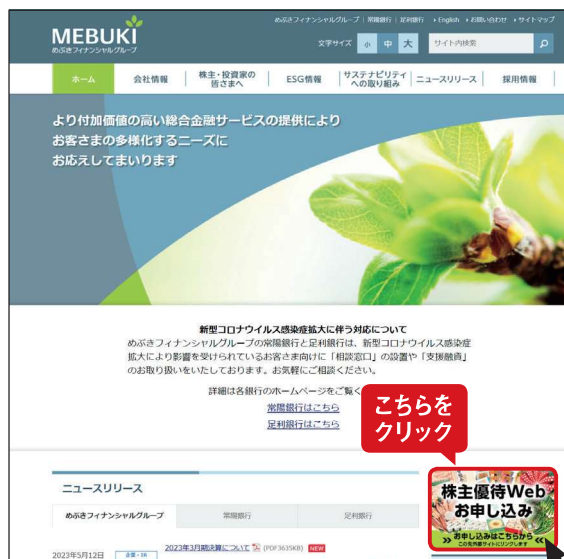 めぶきフィナンシャルグループ | 常陽銀行 | 足利銀行 › English › お問い合わせ › サイトマップ
MEBUKI
めぶきフィナンシャルグループ
文字サイズ 小 中 大 サイト内検索
ホーム 会社情報 株主・投資家の皆さまへ ESG情報 サステナビリティへの取り組み ニュースリリース 採用情報
より付加価値の高い総合金融サービスの提供により
お客さまの多様化するニーズに
お応えしてまいります
新型コロナウイルス感染症拡大に伴う対応について
めぶきフィナンシャルグループの常陽銀行と足利銀行は、新型コロナウイルス感染症
拡大により影響を受けられているお客さま向けに「相談窓口」の設置や「支援融資」
のお取り扱いをいたしております。お気軽にご相談ください。
詳細は各銀行のホームページをご覧く
常陽銀行はこちら
足利銀行はこちら
こちらを
クリック
ニュースリリース
めぶきフィナンシャルグループ 常陽銀行 足利銀行
2023年5月12日 企業・IR 2023年3月期決算について (PDF3635KB) NEW
株主優待Web
お申し込み
お申し込みはこちらから
この先外部サイトにリンクします